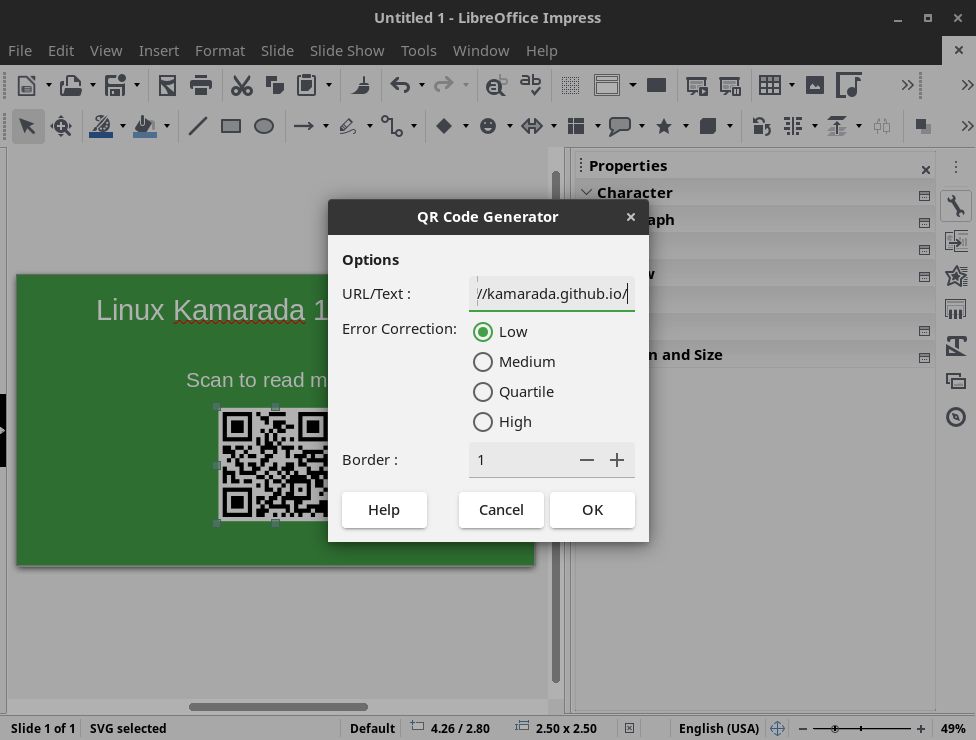 Untitled 1 - LibreOffice Impress
File Edit View Insert Format Slide Slide Show Tools Window Help
Properties
Character
QR Code Generator
Options
URL/Text : //kamarada.github.io/
Error Correction: Low
Medium
Quartile
High
Border : 1
Help Cancel OK
Linux Kamarada 1
Scan to read m
aph
w
n and Size
Slide 1 of 1 SVG selected Default 4.26 / 2.80 2.50 x 2.50 English (USA) 49%